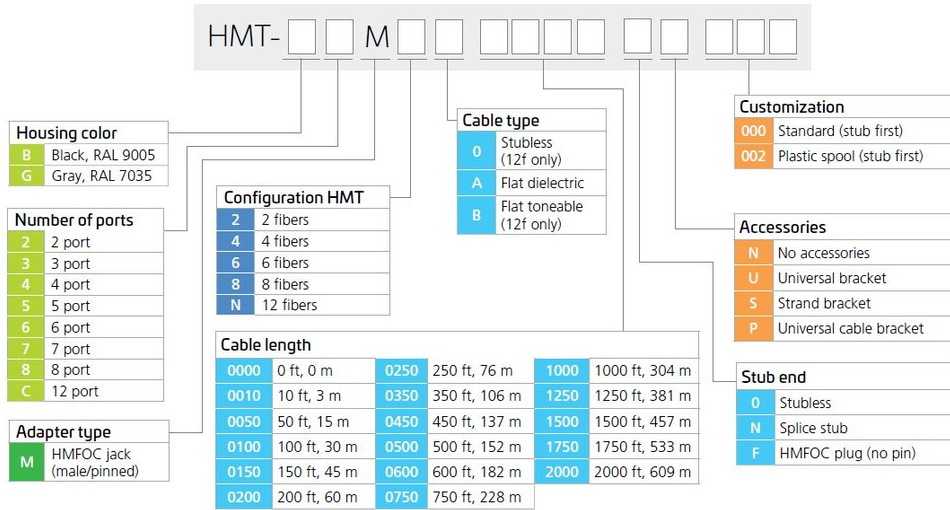 HMT- M
Housing color
B Black, RAL 9005
G Gray, RAL 7035
Number of ports
2 2 port
3 3 port
4 4 port
5 5 port
6 6 port
7 7 port
8 8 port
C 12 port
Adapter type
M HMFOC jack
(male/pinned)
Configuration HMT
2 2 fibers
4 4 fibers
6 6 fibers
8 8 fibers
N 12 fibers
Cable type
0 Stubless
(12f only)
A Flat dielectric
B Flat toneable
(12f only)
Cable length
0000 0 ft, 0 m 0250 250 ft, 76 m 1000 1000 ft, 304 m
0010 10 ft, 3 m 0350 350 ft, 106 m 1250 1250 ft, 381 m
0050 50 ft, 15 m 0450 450 ft, 137 m 1500 1500 ft, 457 m
0100 100 ft, 30 m 0500 500 ft, 152 m 1750 1750 ft, 533 m
0150 150 ft, 45 m 0600 600 ft, 182 m 2000 2000 ft, 609 m
0200 200 ft, 60 m 0750 750 ft, 228 m
Customization
000 Standard (stub first)
002 Plastic spool (stub first)
Accessories
N No accessories
U Universal bracket
S Strand bracket
P Universal cable bracket
Stub end
0 Stubless
N Splice stub
F HMFOC plug (no pin)